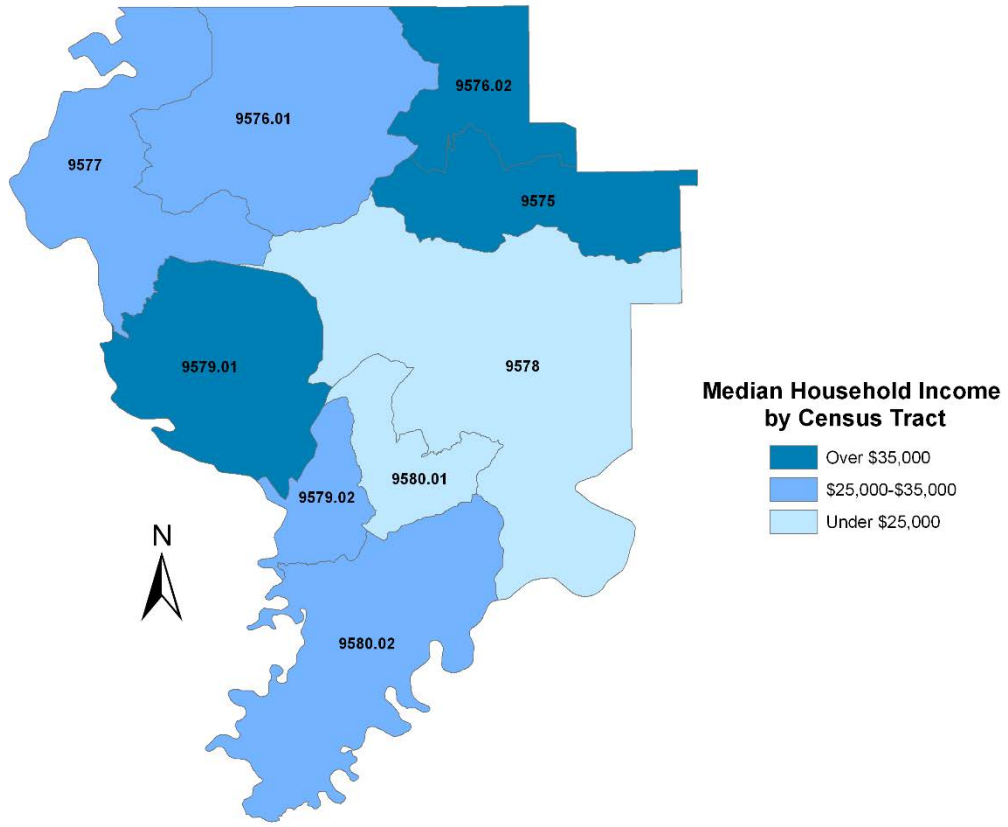 9576.02
9576.01
9577
9575
9579.01
9578
Median Household Income
by Census Tract
Over $35,000
$25,000-$35,000
Under $25,000
9580.01
9579.02
N
9580.02